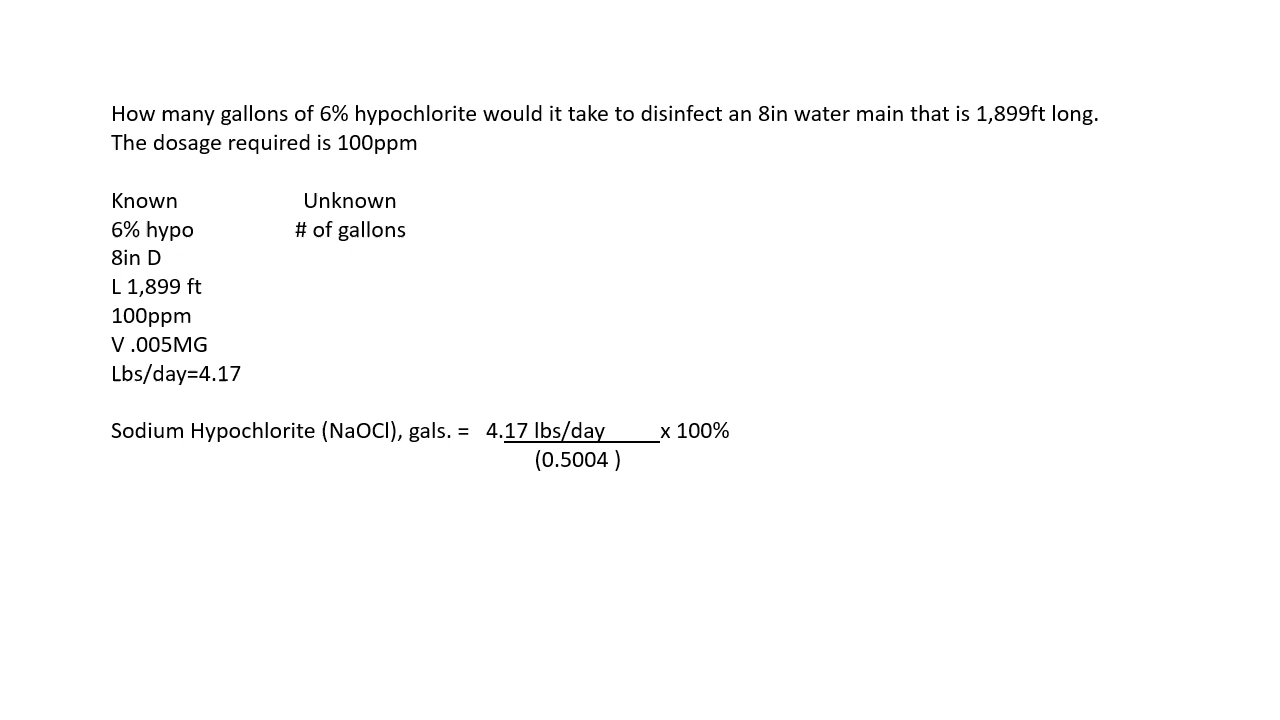 How many gallons of 6% hypochlorite would it take to disinfect an 8in water main that is 1,899ft long.
The dosage required is 100ppm
Known Unknown
6% hypo # of gallons
8in D
L 1,899 ft
100ppm
V .005MG
Lbs/day=4.17
Sodium Hypochlorite (NaOCl), gals. = 4.17 lbs/day x 100%
(0.5004 )